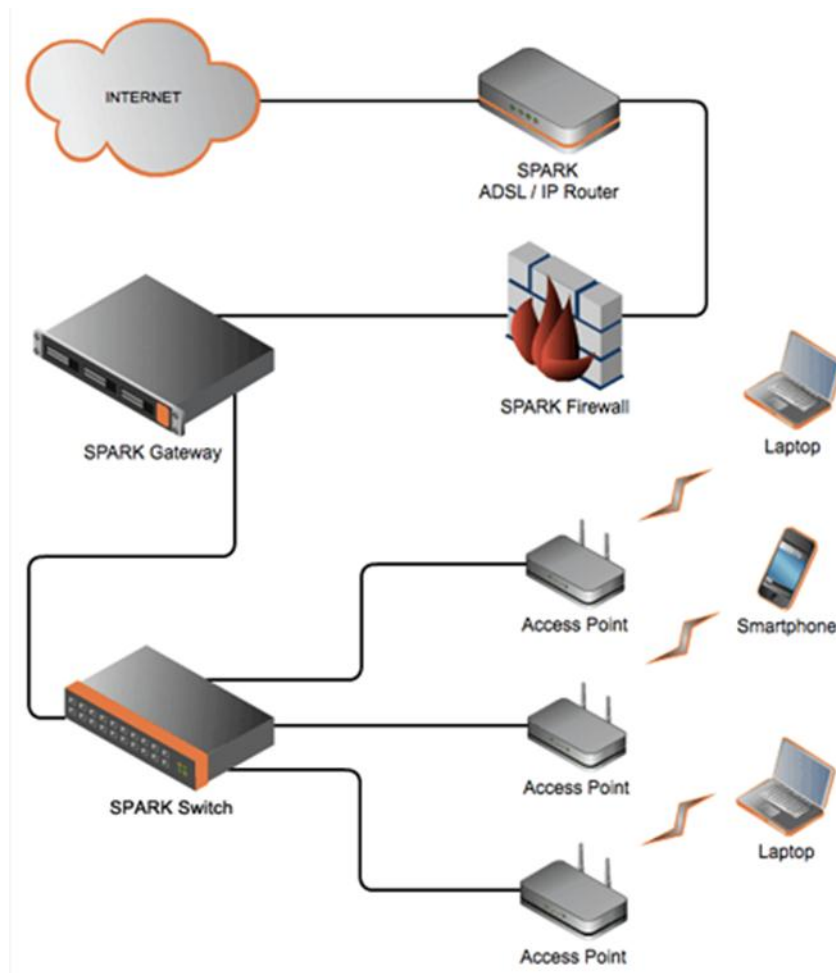 INTERNET
SPARK
ADSL / IP Router
SPARK Gateway
SPARK Firewall
Laptop
Access Point
Smartphone
Access Point
SPARK Switch
Laptop
Access Point